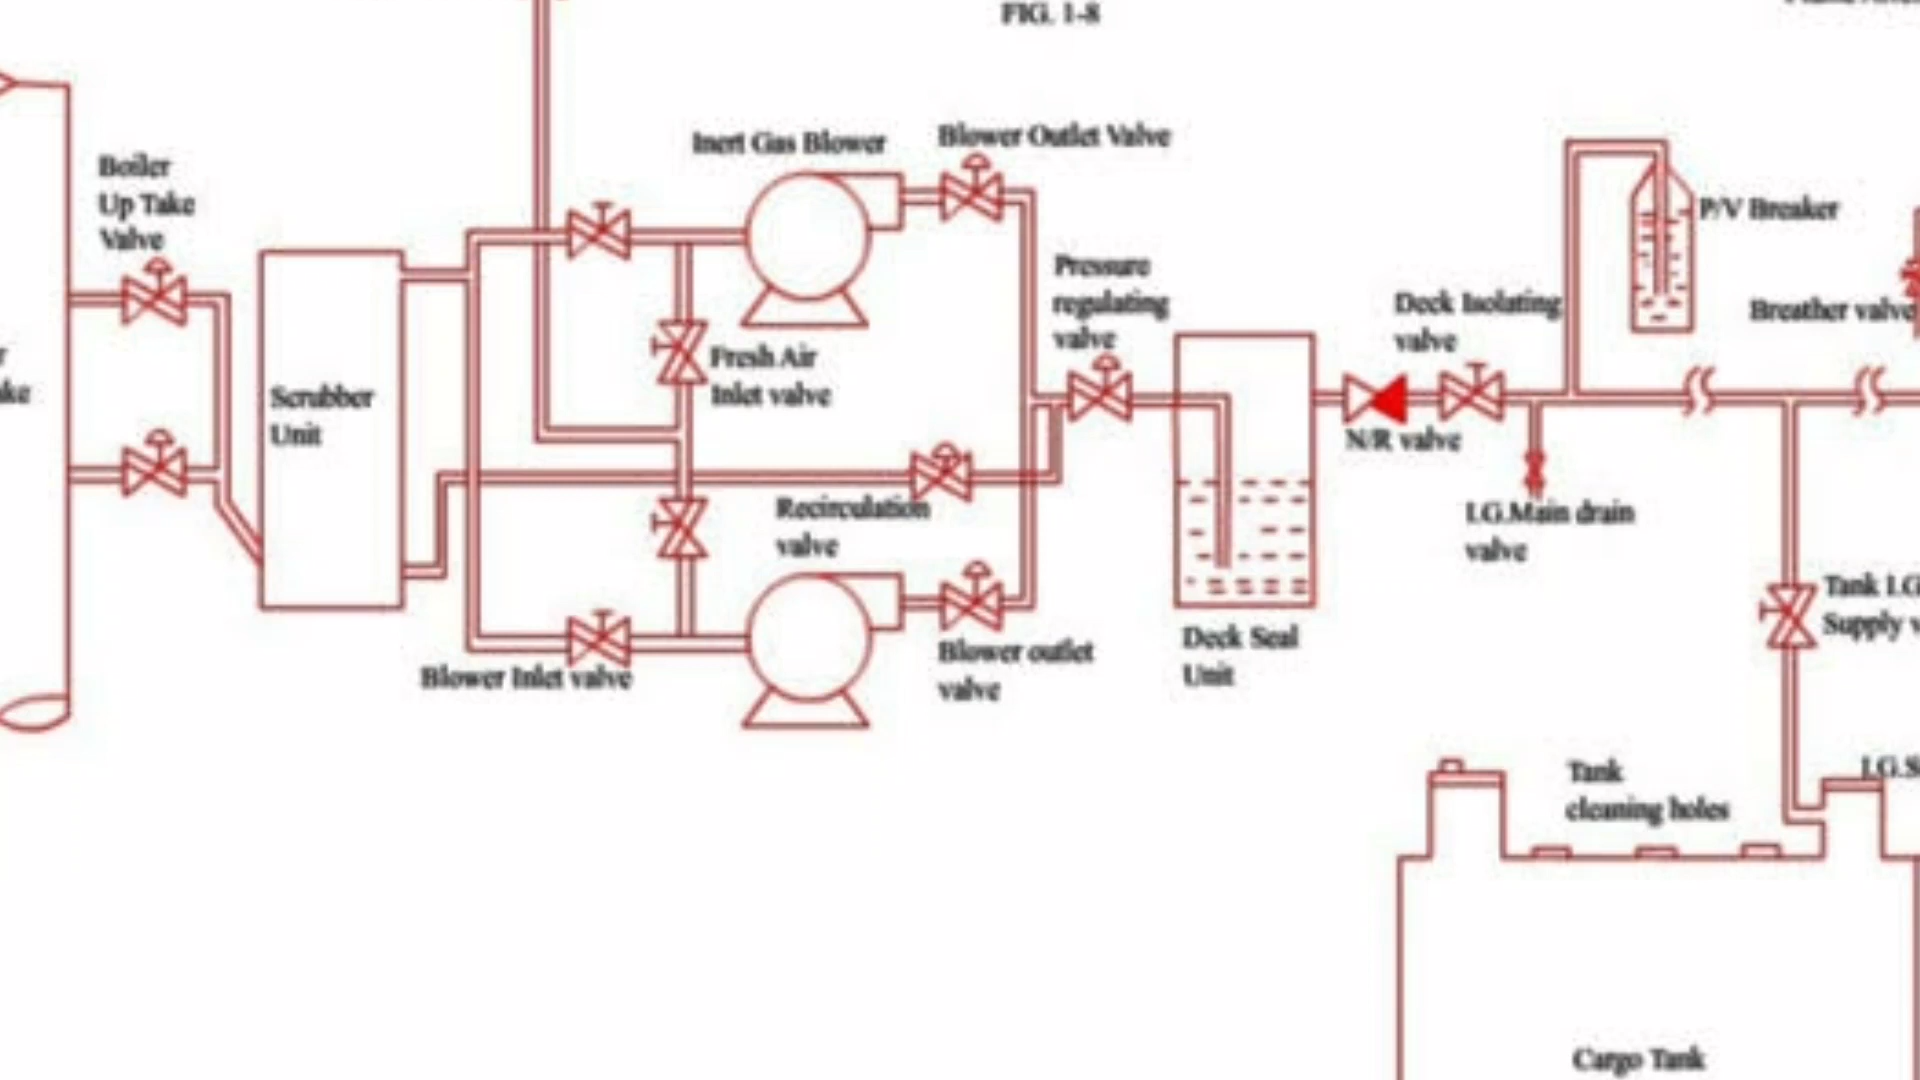 FIG. 1-8
Boiler
Up Take
Valve
Inert Gas Blower
Blower Outlet Valve
P/V Breaker
Pressure
regulating
valve
Deck Isolating
valve
Breather valve
Fresh Air
Inlet valve
Scrubber
Unit
N/R valve
Recirculation
valve
I.G.Main drain
valve
Tank I.G
Supply v
Blower Inlet valve
Blower outlet
valve
Deck Seal
Unit
Tank
cleaning holes
I.G.S
Cargo Tank